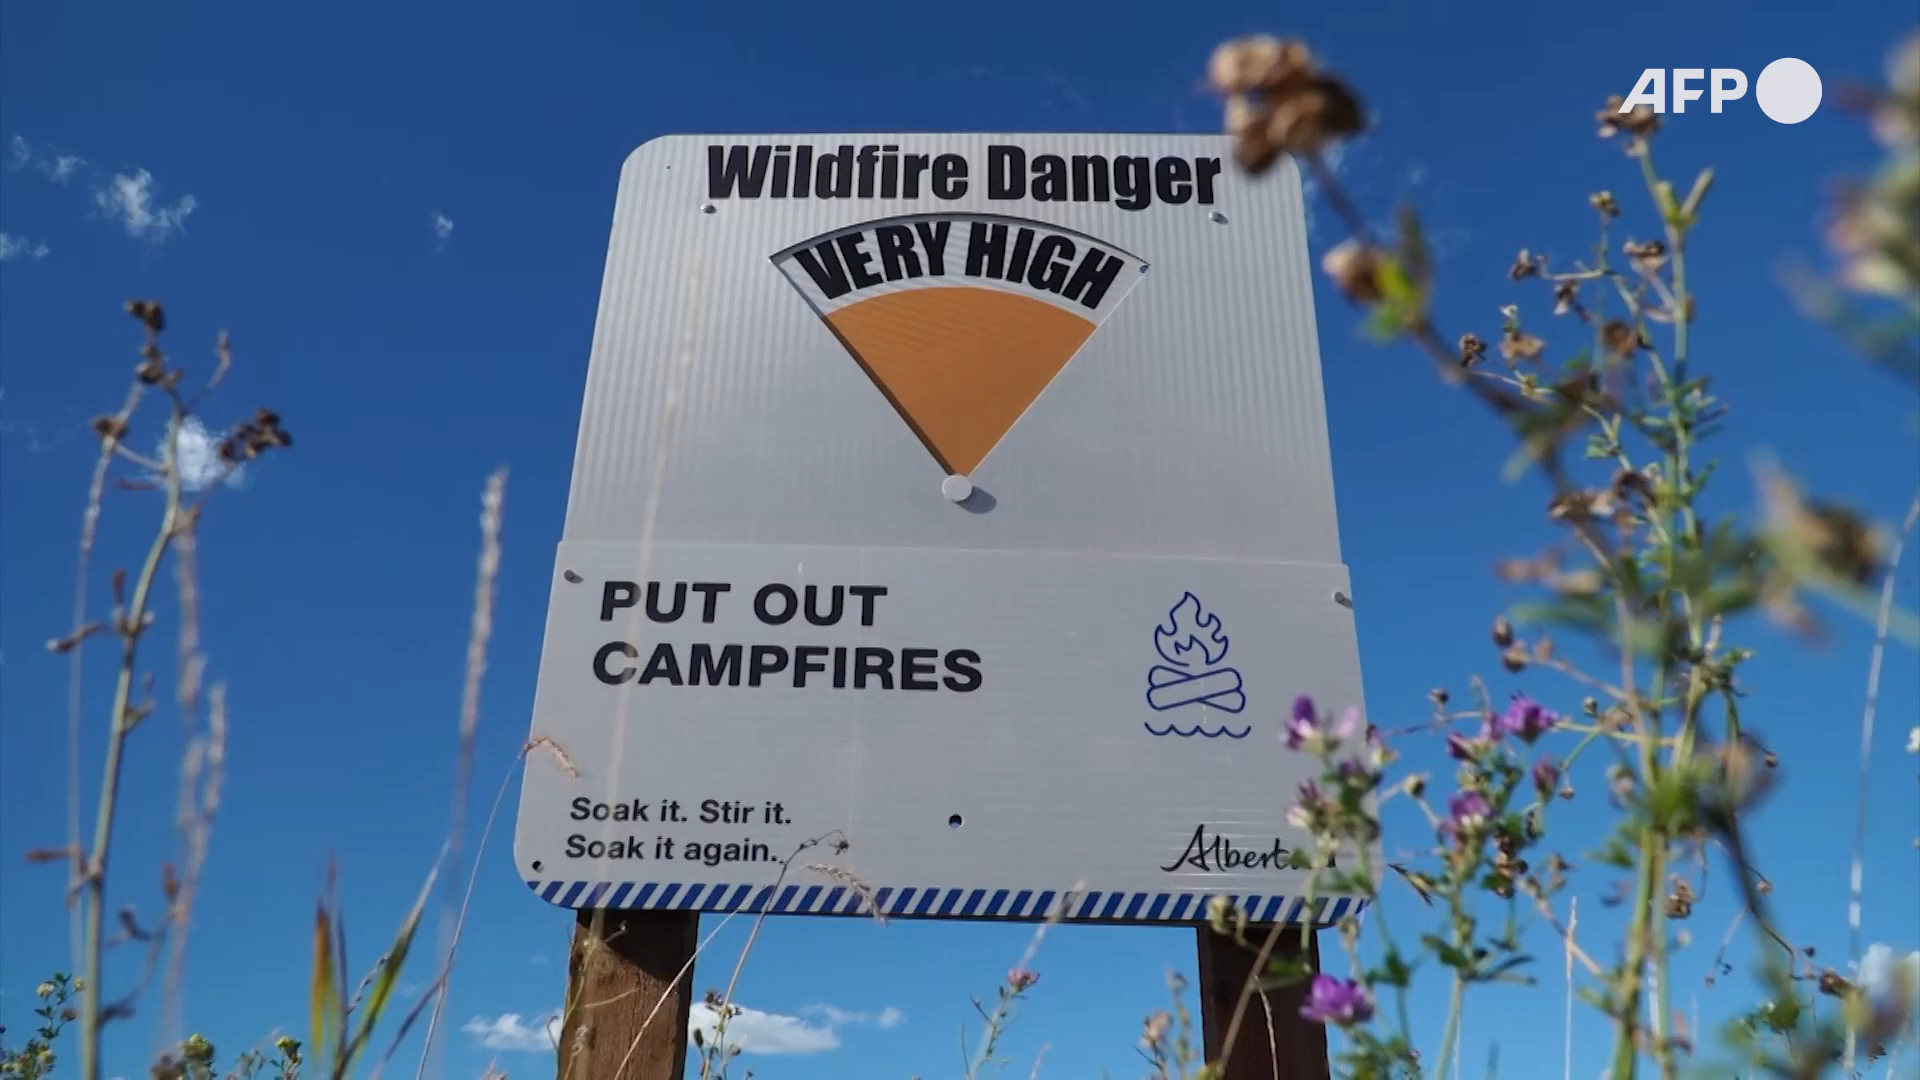 AFP
Wildfire Danger
VERY HIGH
PUT OUT
CAMPFIRES
Soak it. Stir it.
Soak it again.